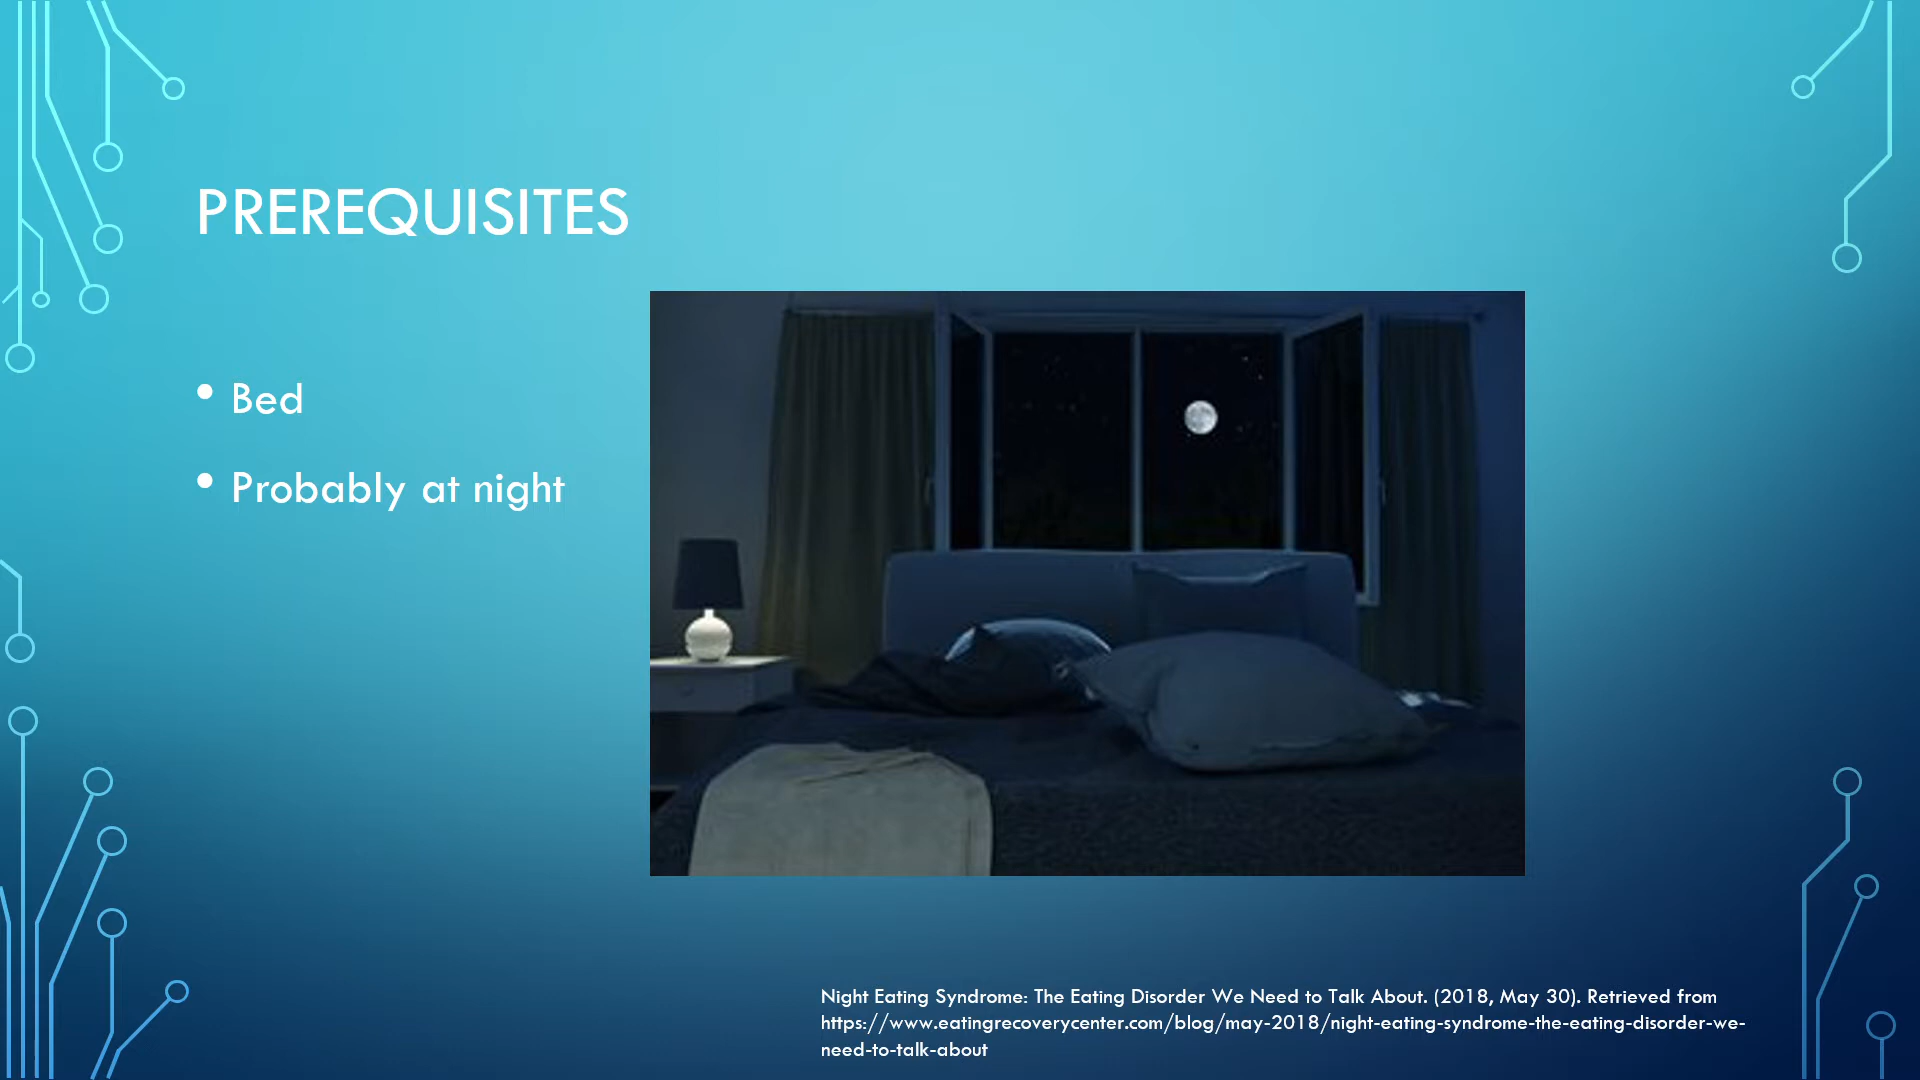 PREREQUISITES
• Bed
• Probably at night
Night Eating Syndrome: The Eating Disorder We Need to Talk About. (2018, May 30). Retrieved from
https://www.eatingrecoverycenter.com/blog/may-2018/night-eating-syndrome-the-eating-disorder-we-
need-to-talk-about